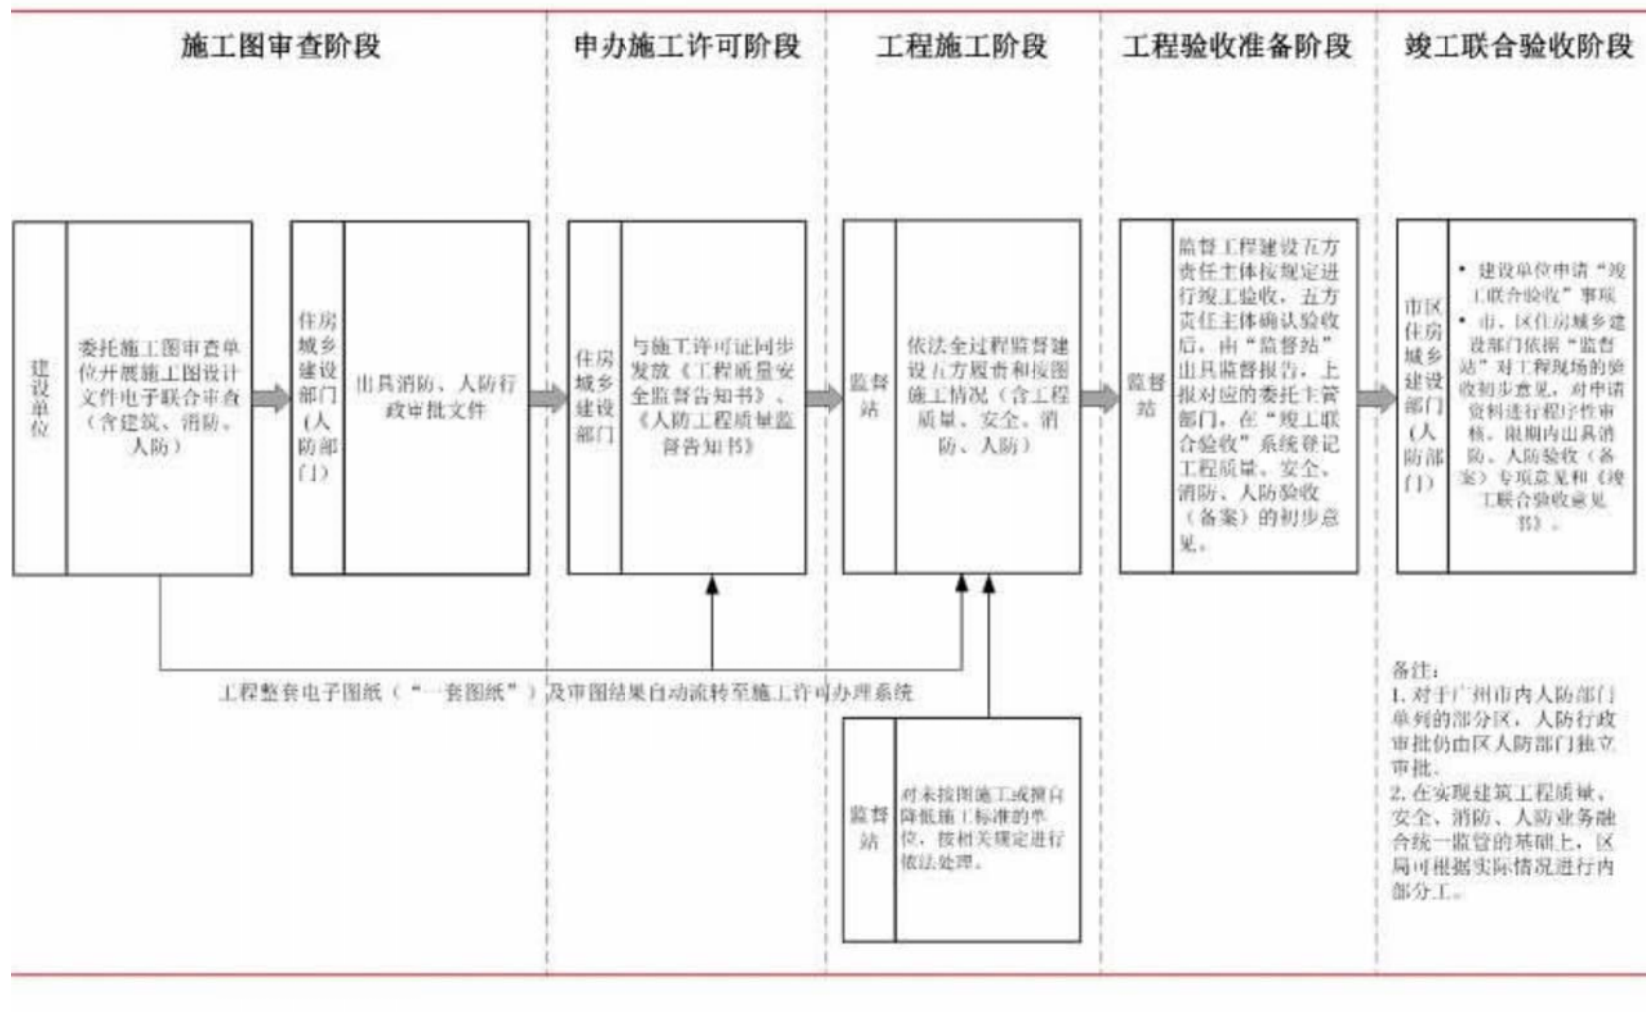 施工图审查阶段
申办施工许可阶段
工程施工阶段
工程验收准备阶段
竣工联合验收阶段
建
设
单
位
委托施工图审查单
位开展施工图设计
文件电子联合审查
（含建筑、消防、
人防）
住房
城乡
建设
部门
（人
防部
门）
出具消防、人防行
政审批文件
住房
城乡
建设
部门
与施工许可证同步
发放《工程质量安
全监督告知书》、
《人防工程质量监
督告知书》
监督
站
依法全过程监督建
设五方履责和按图
施工情况（含工程
质量、安全、消
防、人防）
监督
站
监督工程建设五方
责任主体按规定进
行竣工验收，五方
责任主体确认验收
后，由“监督站”
出具监督报告，上
报对应的委托主管
部门，在“竣工联
合验收”系统登记
工程质量、安全、
消防、人防验收
（备案）的初步意
见。
市区
住房
城乡
建设
部门
（人
防部
门）
• 建设单位申请“竣
工联合验收”事项
• 市、区住房城乡建
设部门依据“监督
站”对工程现场的验
收初步意见，对申请
资料进行程序性审
核，限期内出具消
防、人防验收（备
案）专项意见和《竣
工联合验收意见
书》。
工程整套电子图纸（“一套图纸”）及审图结果自动流转至施工许可办理系统
监督
站
对未按图施工或擅自
降低施工标准的单
位，按相关规定进行
依法处理。
备注：
1.对于广州市内人防部门
单列的部分区，人防行政
审批仍由区人防部门独立
审批。
2.在实现建筑工程质量、
安全、消防、人防业务融
合统一监管的基础上，区
局可根据实际情况进行内
部分工。